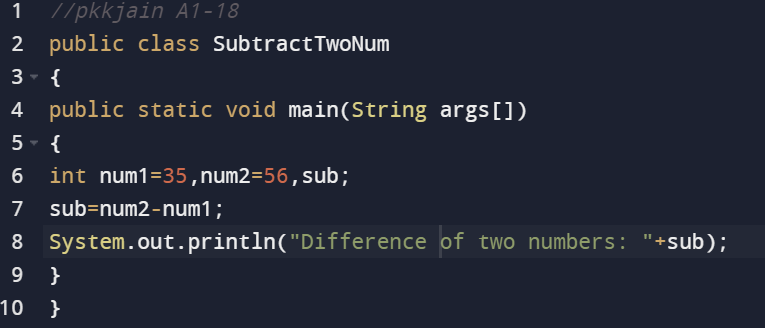 1 //pkkjain A1-18
2 public class SubtractTwoNum
3 {
4 public static void main(String args[])
5 {
6 int num1=35,num2=56,sub;
7 sub=num2-num1;
8 System.out.println("Difference of two numbers: "+sub);
9 }
10 }